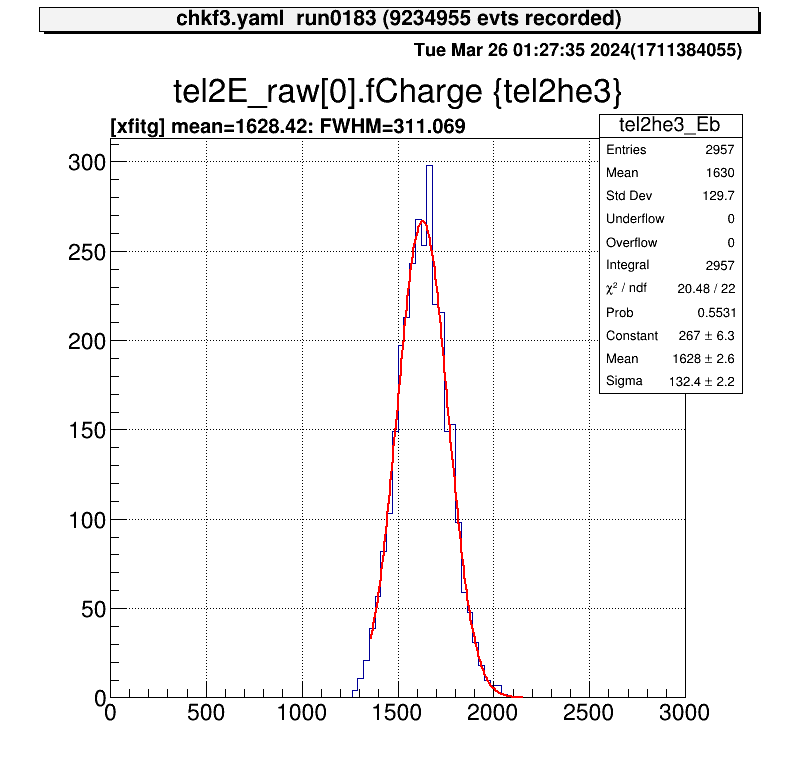 chkf3.yaml  run0183 (9234955 evts recorded)
Tue Mar 26 01:27:35 2024(1711384055)
tel2E_raw[0].fCharge {tel2he3}
[xfitg] mean=1628.42: FWHM=311.069
tel2he3_Eb
Entries 2957
Mean 1630
Std Dev 129.7
Underflow 0
Overflow 0
Integral 2957
χ² / ndf 20.48 / 22
Prob 0.5531
Constant 267 ± 6.3
Mean 1628 ± 2.6
Sigma 132.4 ± 2.2
300
250
200
150
100
50
0
0 500 1000 1500 2000 2500 3000